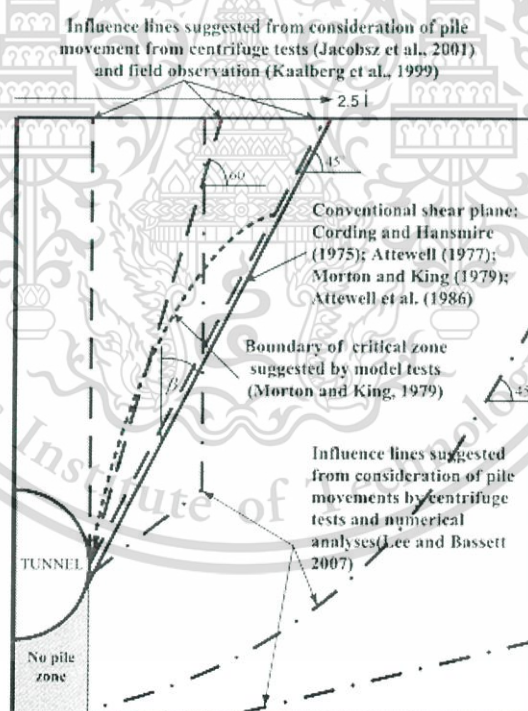 Influence lines suggested from consideration of pile
movement from centrifuge tests (Jacobsz et al., 2001)
and field observation (Kaalberg et al., 1999)
2.5 i
60
45
Conventional shear plane:
Cording and Hansmire
(1975); Attewell (1977);
Morton and King (1979);
Attewell et al. (1986)
Boundary of critical zone
suggested by model tests
(Morton and King, 1979)
β
45
Influence lines suggested
from consideration of pile
movements by centrifuge
tests and numerical
analyses(Lee and Bassett
2007)
TUNNEL
No pile
zone
Institute of Technology